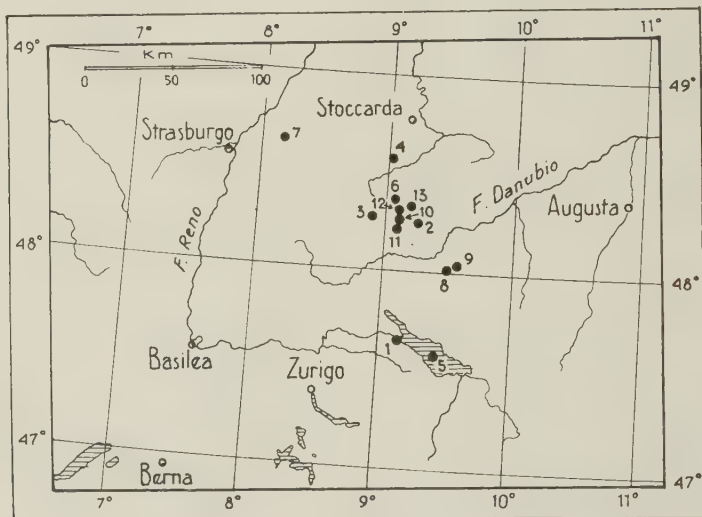 7° 8° 9° 10° 11°
49°
Km
0 50 100
49°
Stoccarda
Strasburgo
7
4
6
13
12
10
3
2
11
F. Reno
F. Danubio
Augusta
48°
9
8
48°
1
5
Basilea
Zurigo
47°
Berna
47°
7° 8° 9° 10° 11°